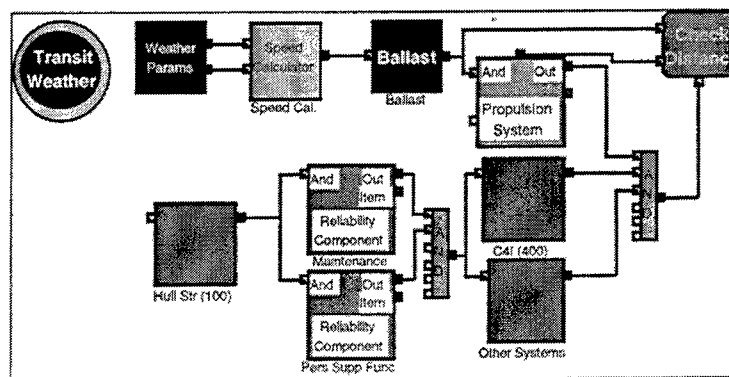 Transit
Weather
Weather
Params
Speed
Calculator
Speed Cal.
Ballast
Ballast
Check
Distance
And Out
Propulsion
System
And Out
Item
Reliability
Component
Maintenance
AND
C4I (400)
Hull Str (100)
And Out
Item
Reliability
Component
Pers Supp Func
Other Systems